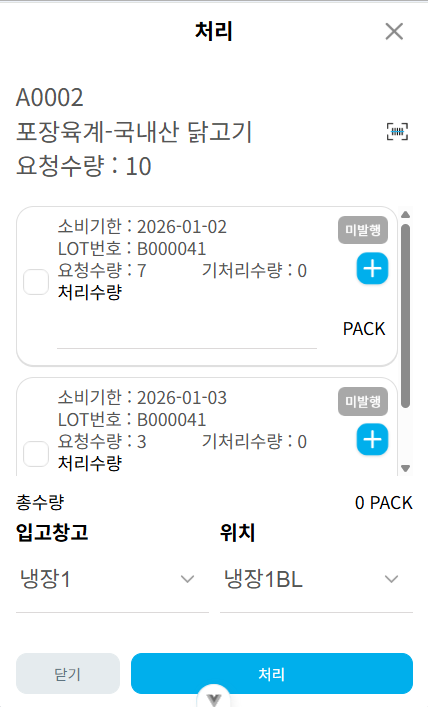 처리
A0002
포장육계-국내산 닭고기
요청수량 : 10
소비기한 : 2026-01-02 미발행
LOT번호 : B000041
요청수량 : 7 기처리수량 : 0
처리수량
PACK
소비기한 : 2026-01-03 미발행
LOT번호 : B000041
요청수량 : 3 기처리수량 : 0
처리수량
총수량 0 PACK
입고창고 위치
냉장1 냉장1BL
닫기 처리